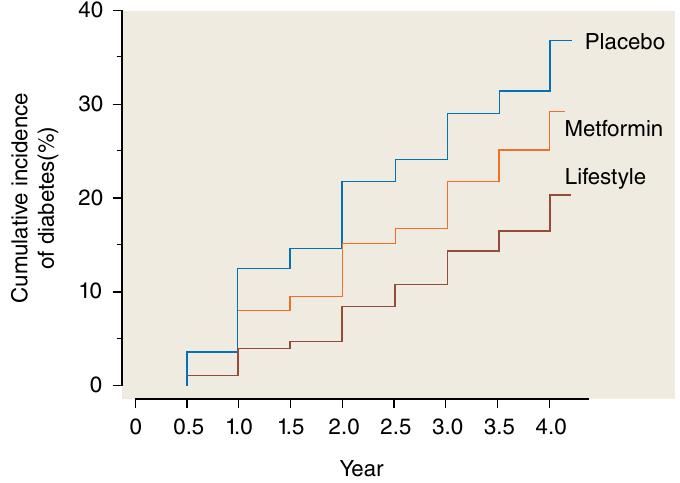 40
30
20
10
0
Cumulative incidence
of diabetes(%)
Placebo
Metformin
Lifestyle
0 0.5 1.0 1.5 2.0 2.5 3.0 3.5 4.0
Year